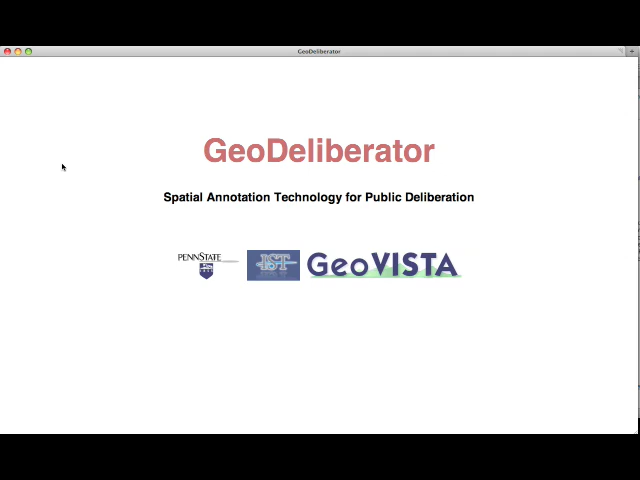 GeoDeliberator
GeoDeliberator
Spatial Annotation Technology for Public Deliberation
PENNSTATE
IST
GeoVISTA